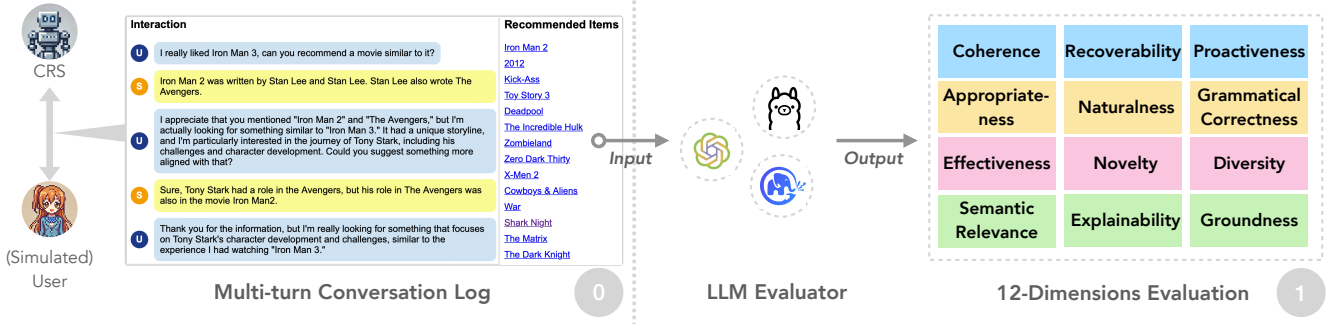 CRS
(Simulated)
User
Interaction
U
I really liked Iron Man 3, can you recommend a movie similar to it?
S
Iron Man 2 was written by Stan Lee and Stan Lee. Stan Lee also wrote The
Avengers.
U
I appreciate that you mentioned "Iron Man 2" and "The Avengers," but I'm
actually looking for something similar to "Iron Man 3." It had a unique storyline,
and I'm particularly interested in the journey of Tony Stark, including his
challenges and character development. Could you suggest something more
aligned with that?
S
Sure, Tony Stark had a role in the Avengers, but his role in The Avengers was
also in the movie Iron Man2.
U
Thank you for the information, but I'm really looking for something that focuses
on Tony Stark's character development and challenges, similar to the
experience I had watching "Iron Man 3."
Recommended Items
Iron Man 2
2012
Kick-Ass
Toy Story 3
Deadpool
The Incredible Hulk
Zombieland
Zero Dark Thirty
X-Men 2
Cowboys & Aliens
War
Shark Night
The Matrix
The Dark Knight
Multi-turn Conversation Log
0
Input
LLM Evaluator
Output
Coherence
Recoverability
Proactiveness
Appropriate-
ness
Naturalness
Grammatical
Correctness
Effectiveness
Novelty
Diversity
Semantic
Relevance
Explainability
Groundness
12-Dimensions Evaluation
1